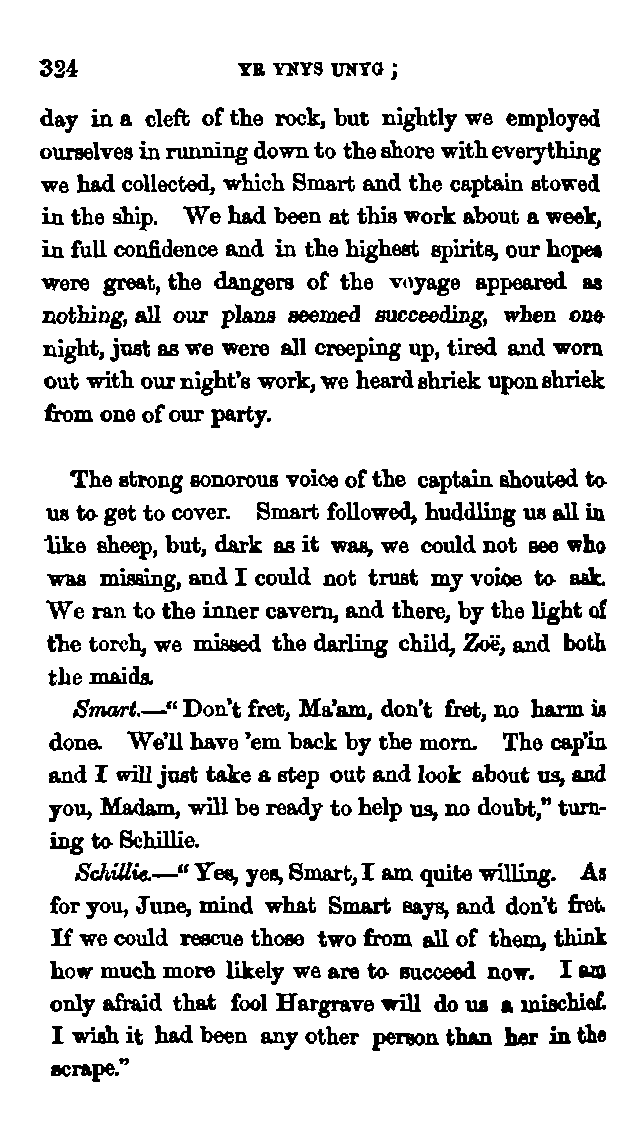 324 YR YNYS UNYG ;
day in a cleft of the rock, but nightly we employed
ourselves in running down to the shore with everything
we had collected, which Smart and the captain stowed
in the ship. We had been at this work about a week,
in full confidence and in the highest spirits, our hopes
were great, the dangers of the voyage appeared as
nothing, all our plans seemed succeeding, when one
night, just as we were all creeping up, tired and worn
out with our night's work, we heard shriek upon shriek
from one of our party.
The strong sonorous voice of the captain shouted to
us to get to cover. Smart followed, huddling us all in
like sheep, but, dark as it was, we could not see who
was missing, and I could not trust my voice to ask.
We ran to the inner cavern, and there, by the light of
the torch, we missed the darling child, Zoë, and both
the maids.
Smart.—"Don't fret, Ma'am, don't fret, no harm is
done. We'll have 'em back by the morn. The cap'in
and I will just take a step out and look about us, and
you, Madam, will be ready to help us, no doubt," turn-
ing to Schillie.
Schillie.—"Yes, yes, Smart, I am quite willing. As
for you, June, mind what Smart says, and don't fret.
If we could rescue those two from all of them, think
how much more likely we are to succeed now. I am
only afraid that fool Hargrave will do us a mischief.
I wish it had been any other person than her in the
scrape."